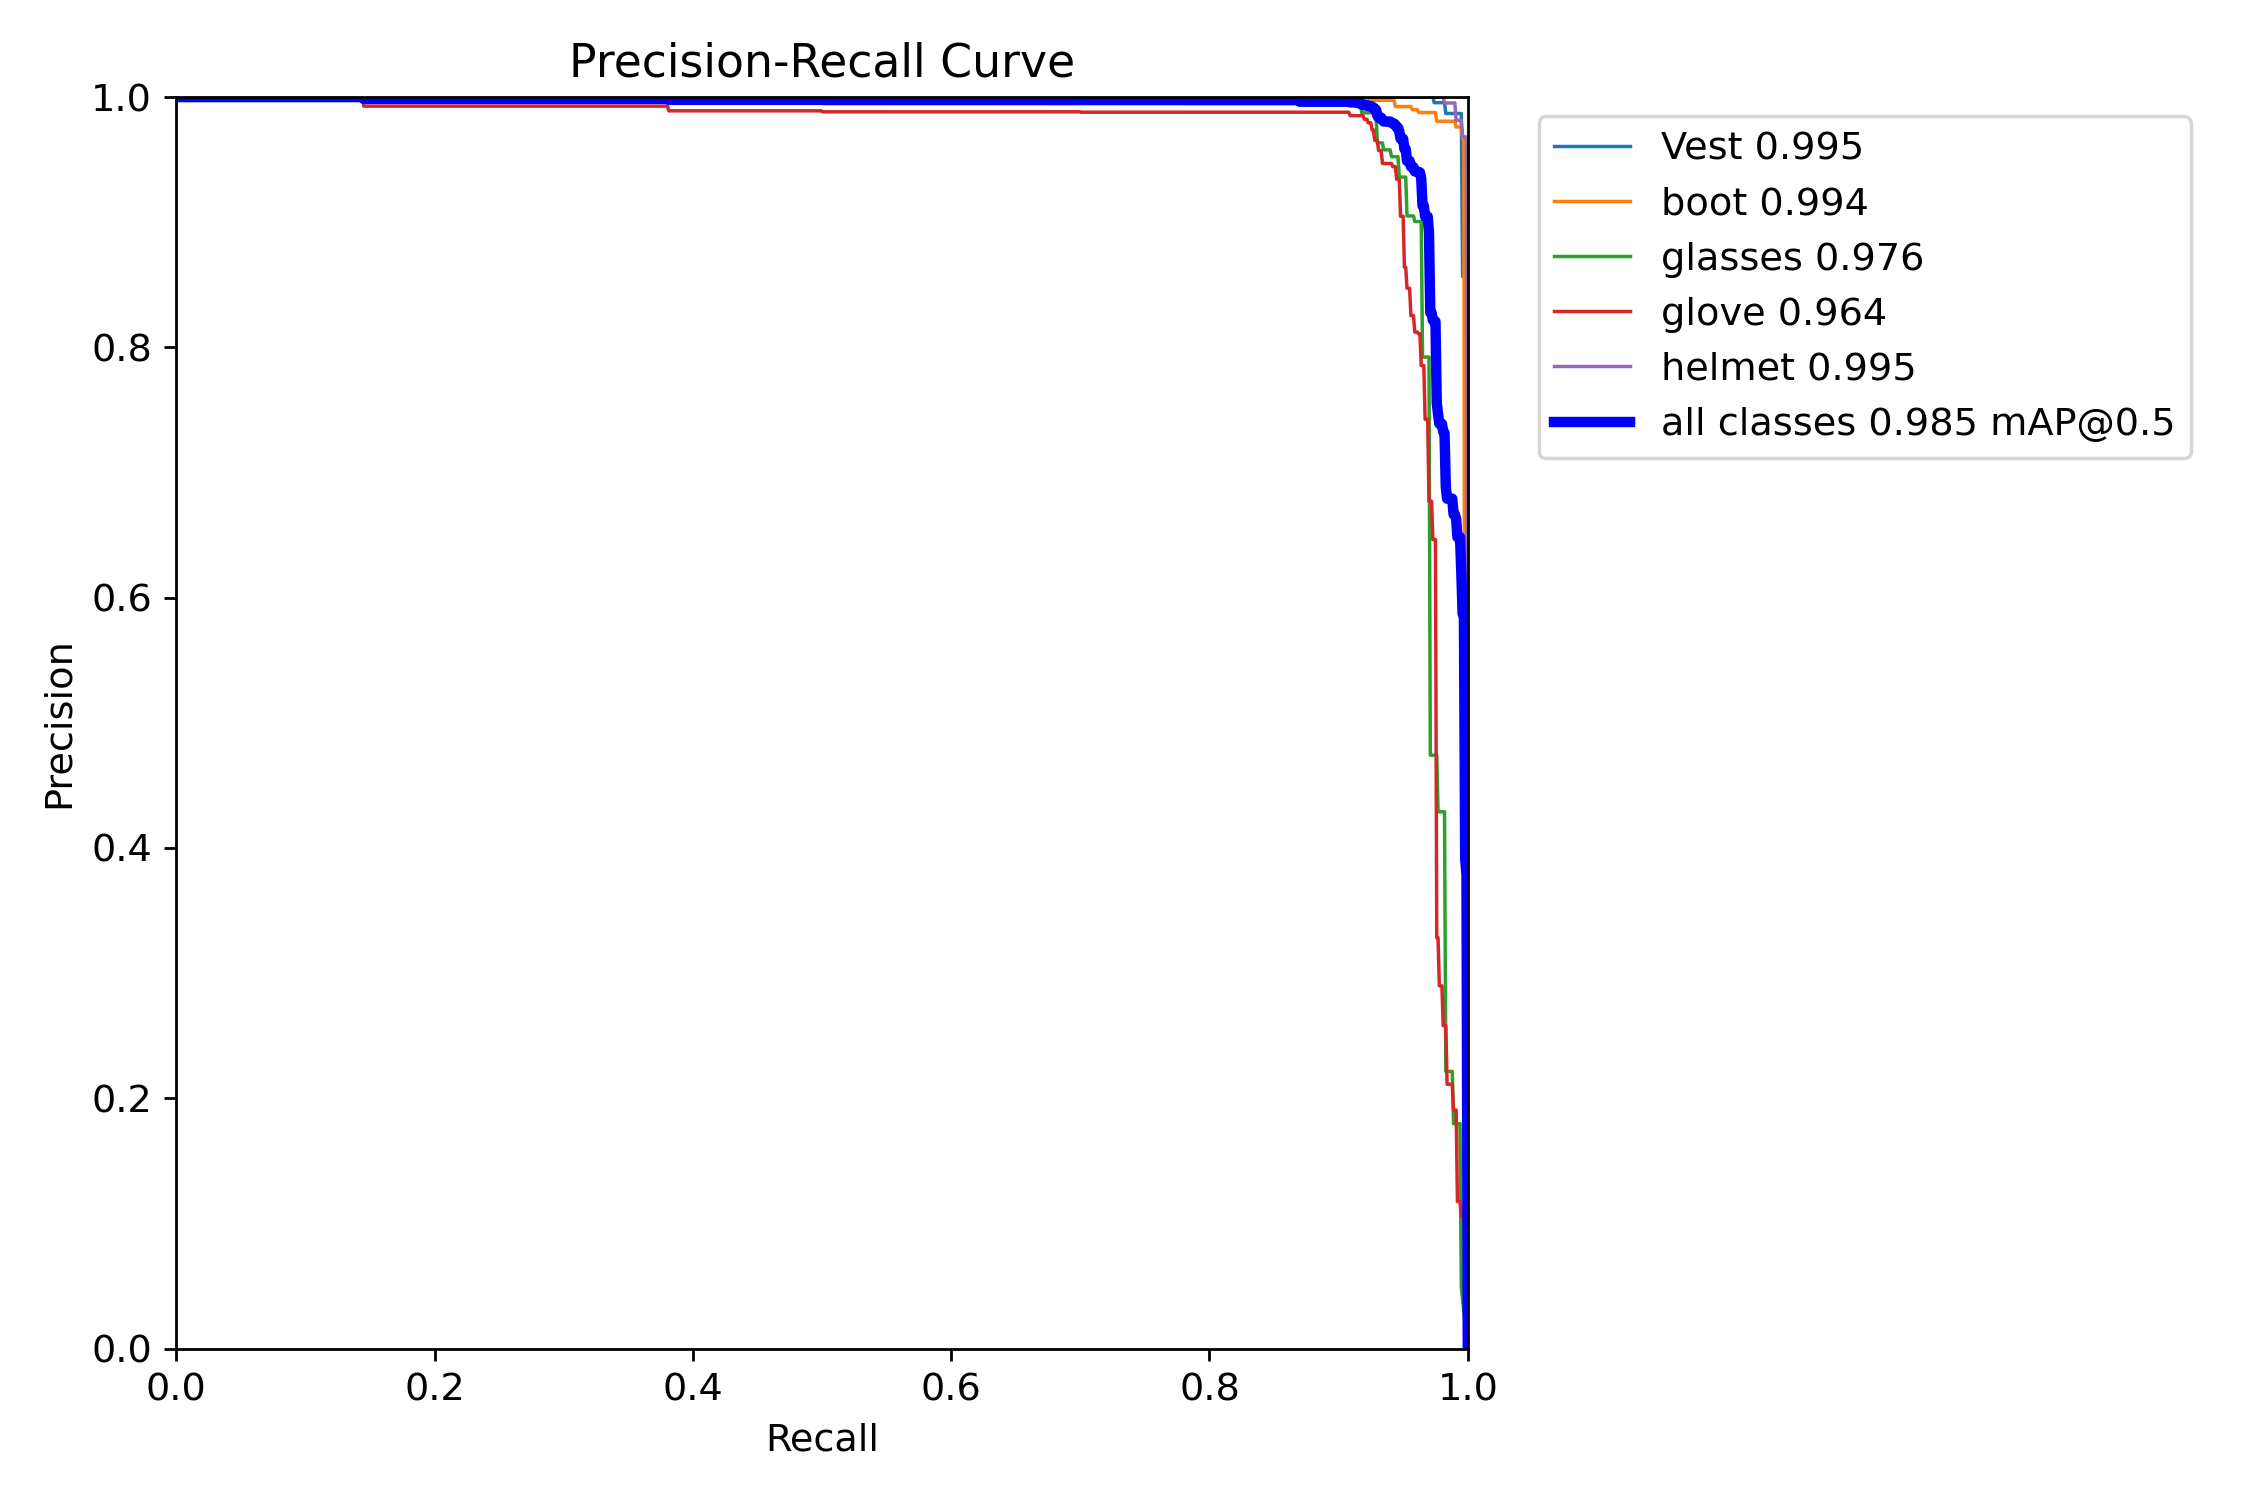 Precision-Recall Curve
1.0
0.8
0.6
0.4
0.2
0.0
Precision
0.0 0.2 0.4 0.6 0.8 1.0
Recall
Vest 0.995
boot 0.994
glasses 0.976
glove 0.964
helmet 0.995
all classes 0.985 mAP@0.5